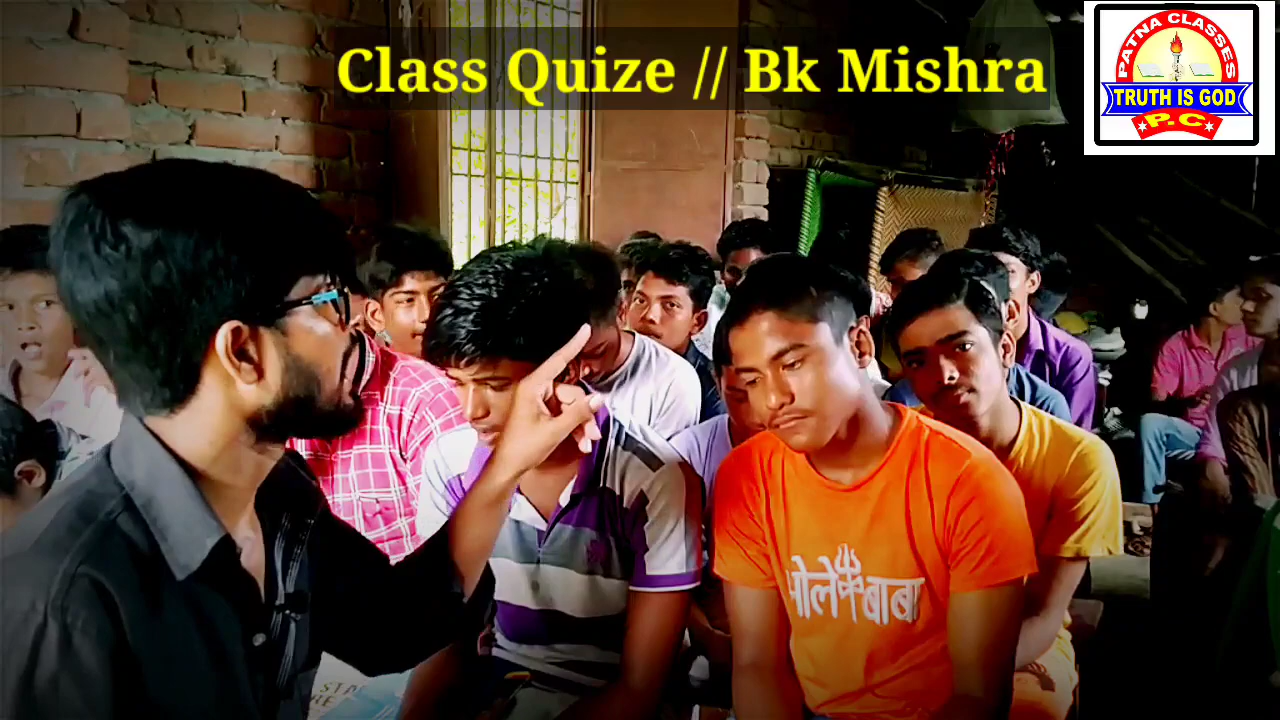 Class Quize // Bk Mishra
PATNA CLASSES
TRUTH IS GOD
P.C
भोले बाबा